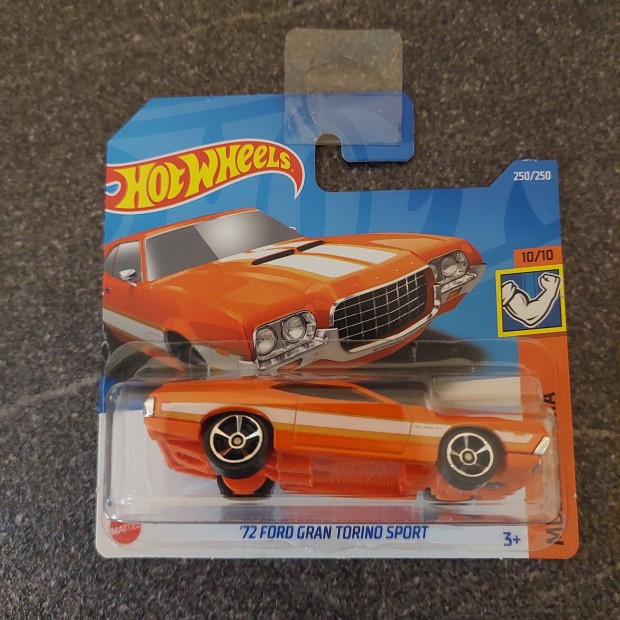 HOT WHEELS
250/250
10/10
'72 FORD GRAN TORINO SPORT
3+
MATTEL